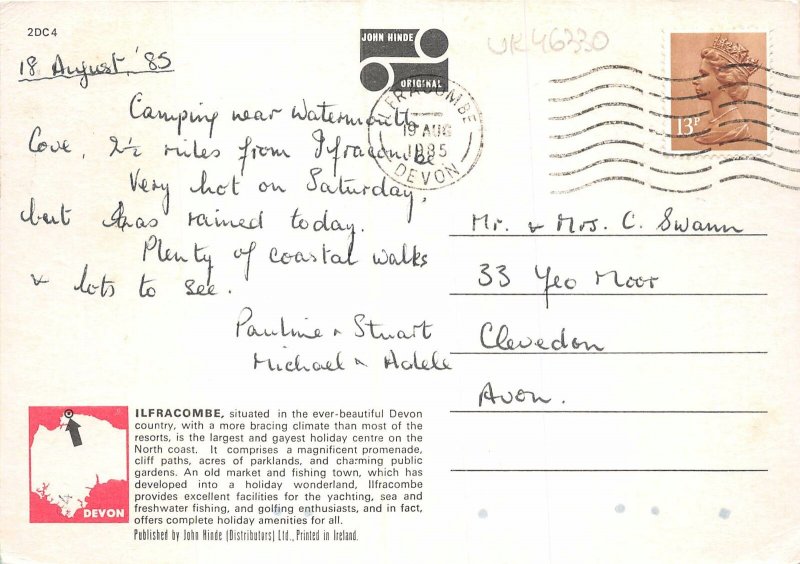 2DC4
18 August, '85
JOHN HINDE
ORIGINAL
UK46330
13P
ILFRACOMBE
19 AUG
1985
DEVON
Camping near Watermouth
Cove, 2½ miles from Ilfracombe
Very hot on Saturday,
but has rained today.
Plenty of coastal walks
& lots to see.
Pauline & Stuart
Michael & Adele
Mr. & Mrs. C. Swann
33 Yeo Moor
Clevedon
Avon.
DEVON
ILFRACOMBE, situated in the ever-beautiful Devon
country, with a more bracing climate than most of the
resorts, is the largest and gayest holiday centre on the
North coast. It comprises a magnificent promenade,
cliff paths, acres of parklands, and charming public
gardens. An old market and fishing town, which has
developed into a holiday wonderland, Ilfracombe
provides excellent facilities for the yachting, sea and
freshwater fishing, and golfing enthusiasts, and in fact,
offers complete holiday amenities for all.
Published by John Hinde (Distributors) Ltd., Printed in Ireland.